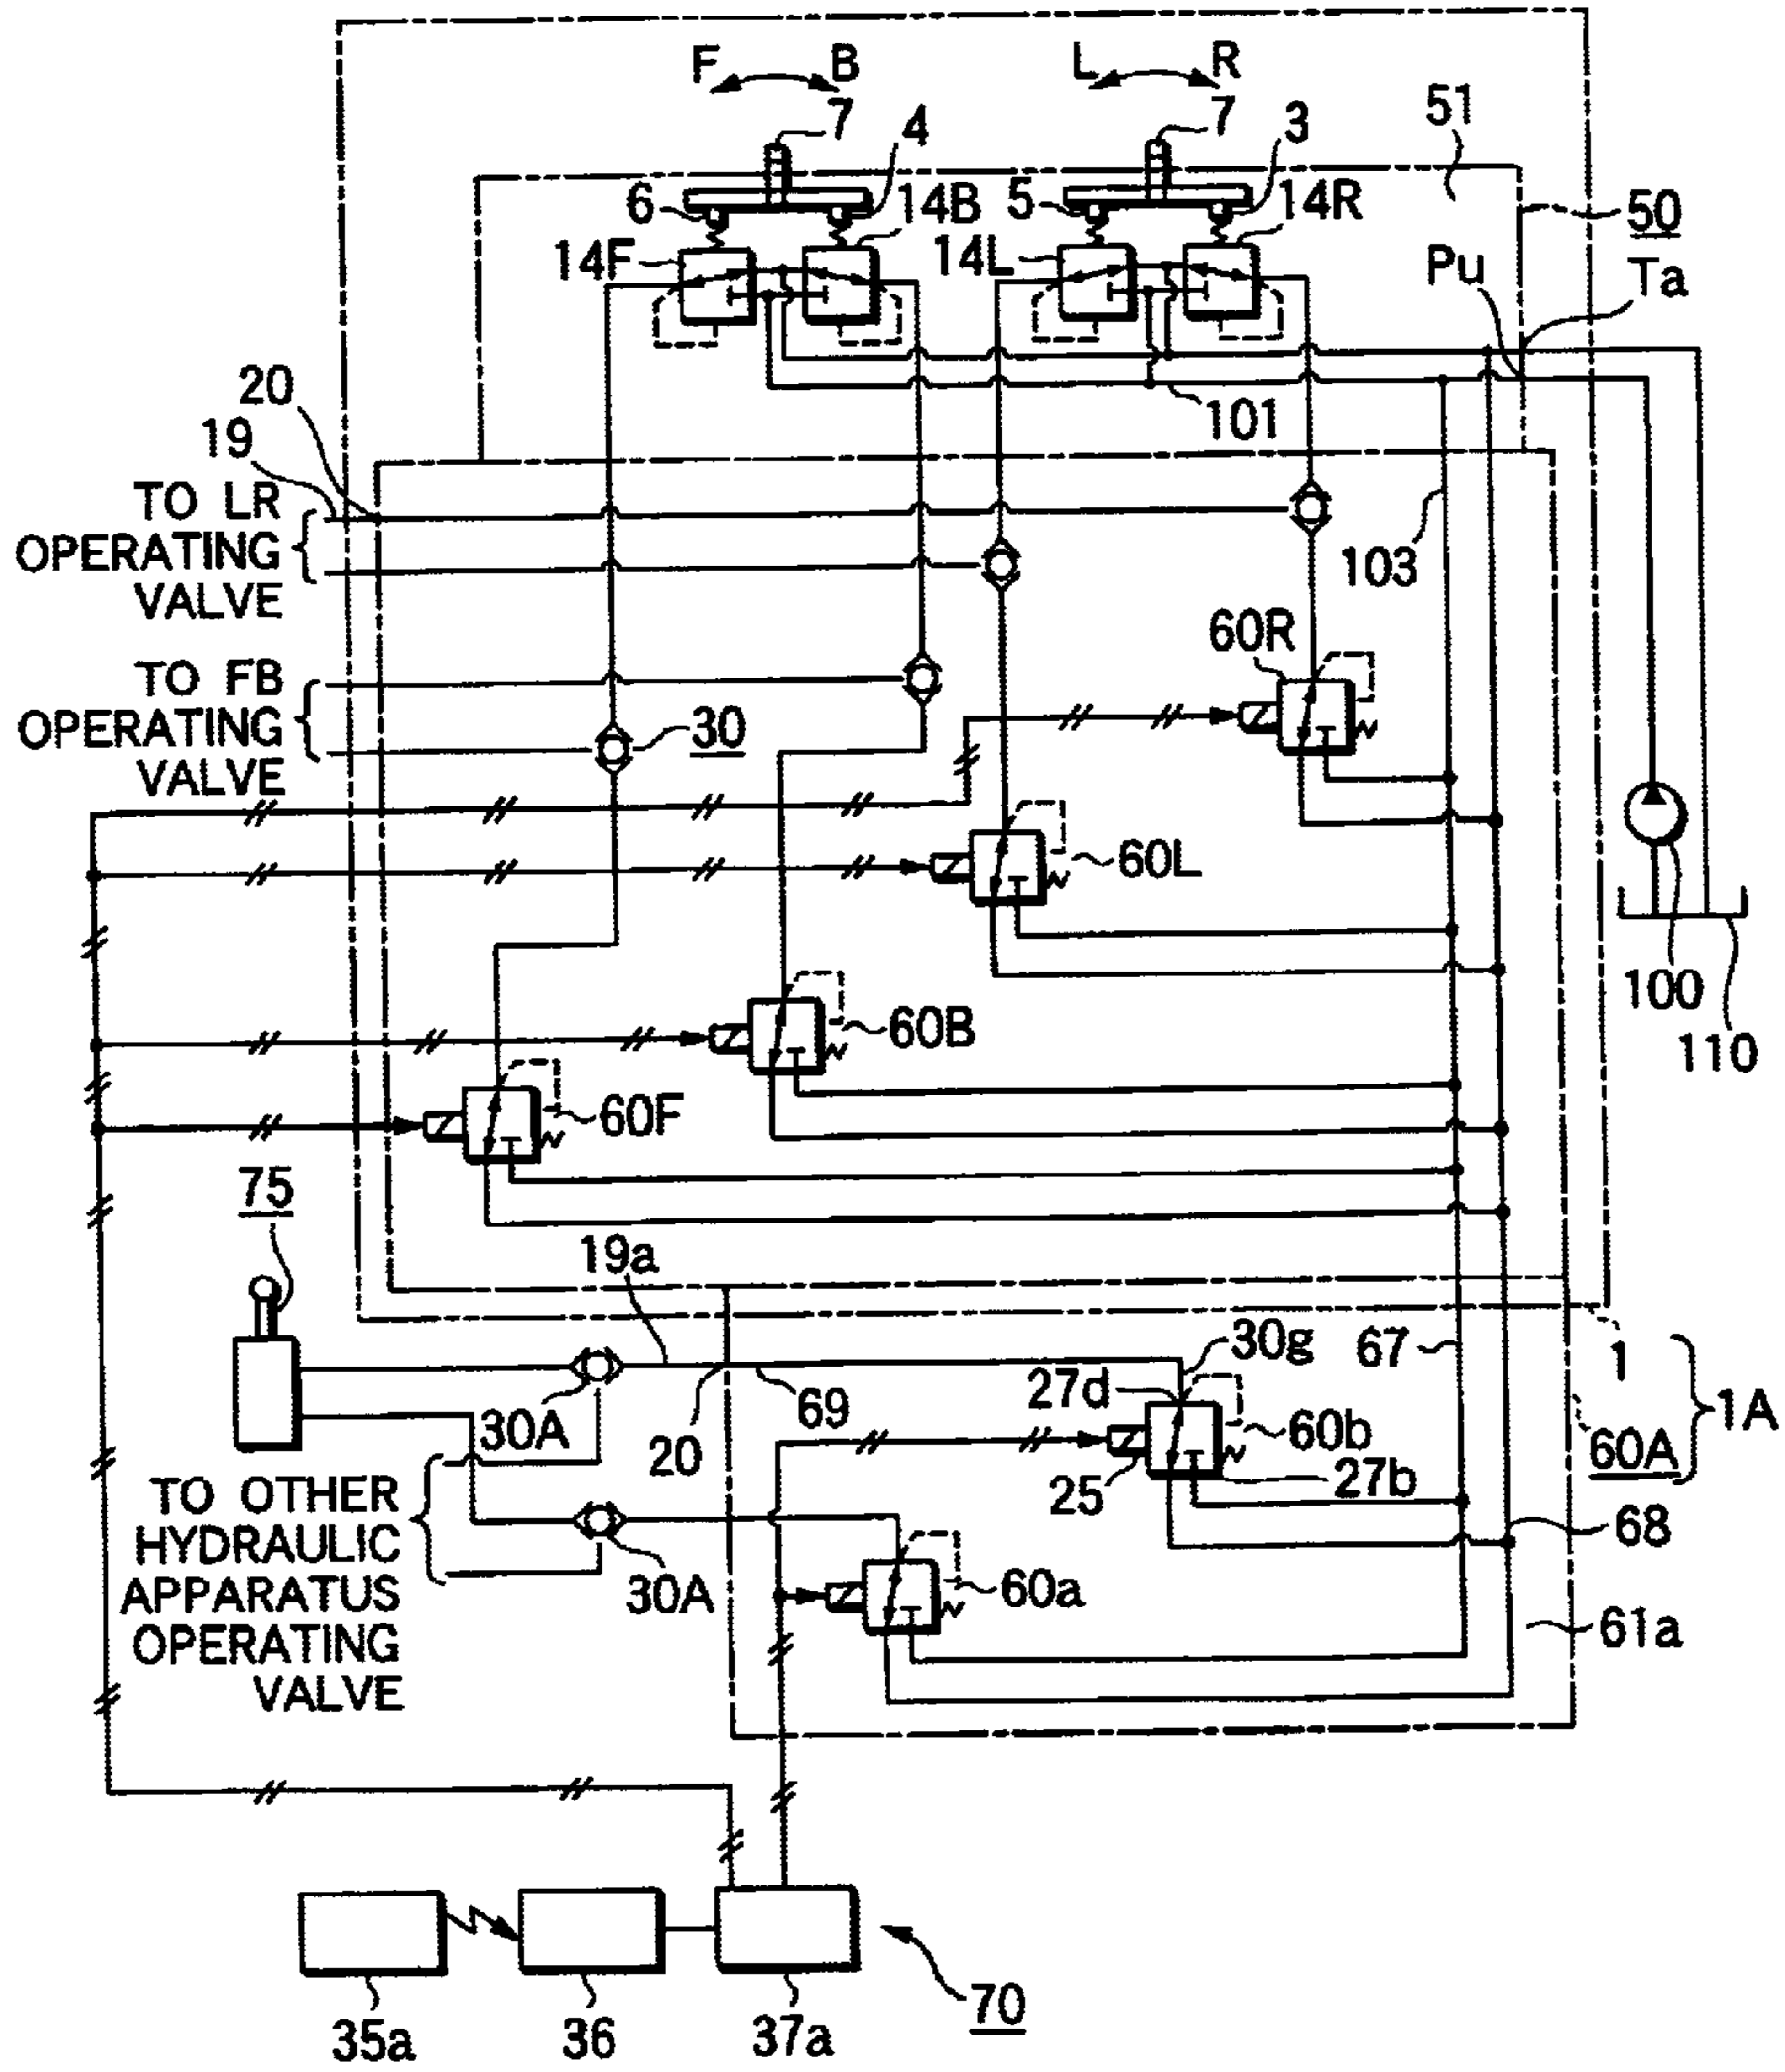 F B L R
7 4 7 3 51
6 14B 5 14R 50
14F 14L Pu Ta
20
19 101
TO LR
OPERATING
VALVE
103
60R
TO FB
OPERATING
VALVE
30
60L
100
60B
110
60F
75
19a
1
30g 67
27d
69 1A
30A 60b 60A
20
25 27b
TO OTHER
HYDRAULIC
APPARATUS
OPERATING
VALVE
68
30A 60a
61a
70
35a 36 37a